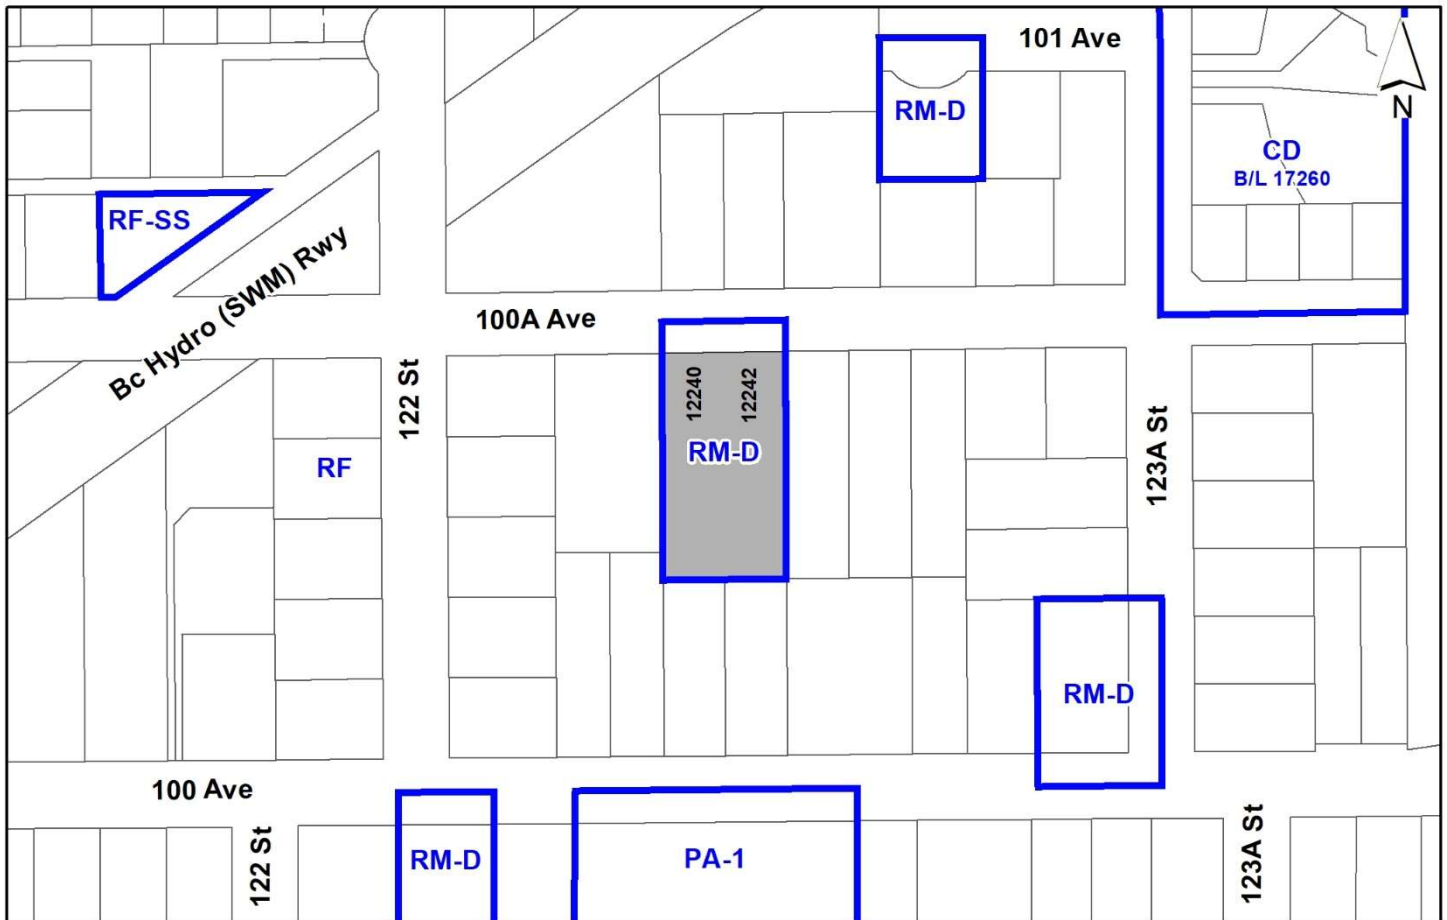 101 Ave
N
RM-D
CD
B/L 17260
RF-SS
Bc Hydro (SWM) Rwy
100A Ave
122 St
12240
12242
RM-D
RF
123A St
RM-D
100 Ave
122 St
RM-D
PA-1
123A St